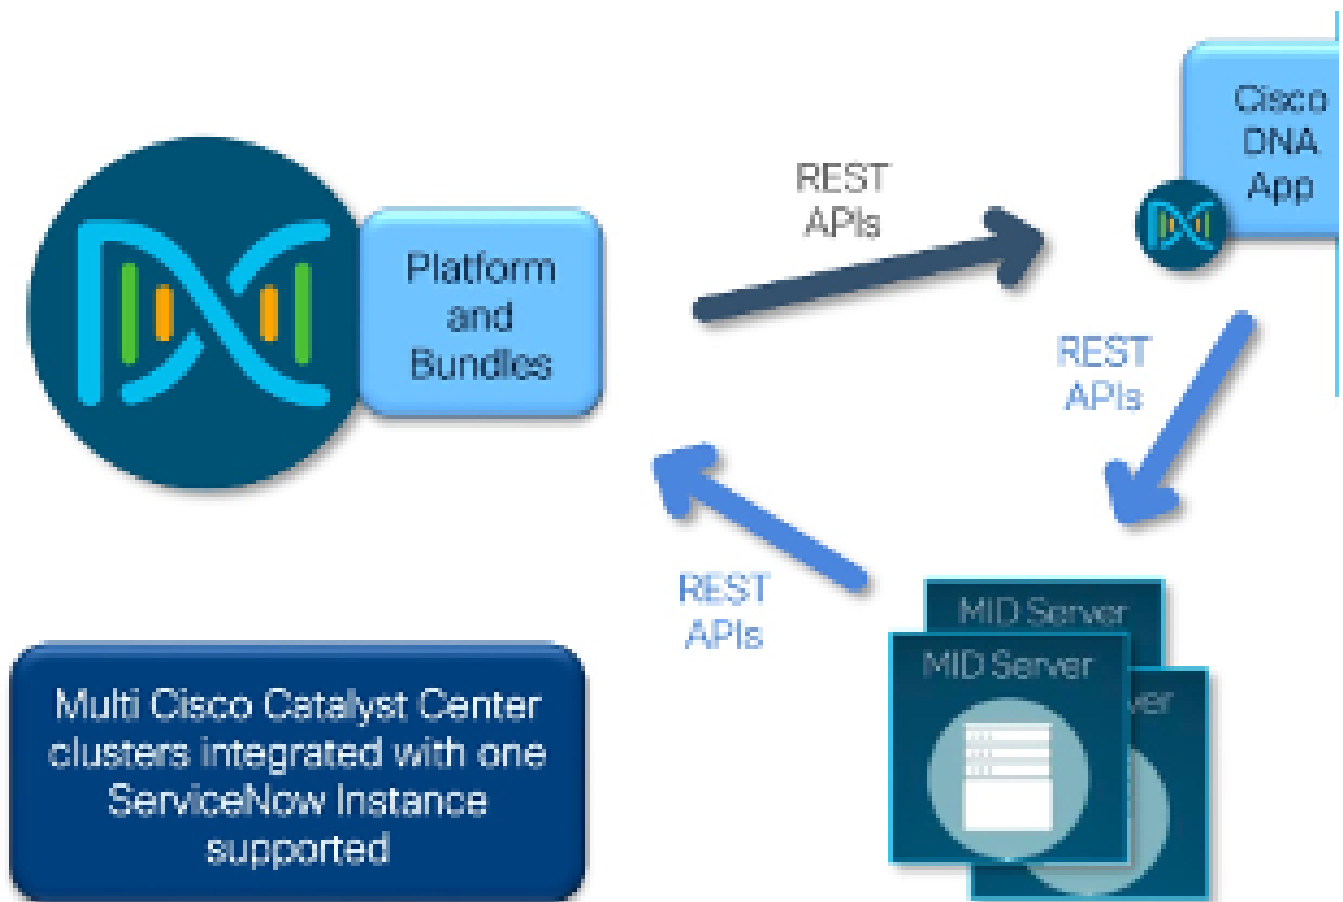 Cisco
DNA
App
REST
APIs
Platform
and
Bundles
REST
APIs
REST
APIs
MID Server
MID Server
ver
Multi Cisco Catalyst Center
clusters integrated with one
ServiceNow Instance
supported